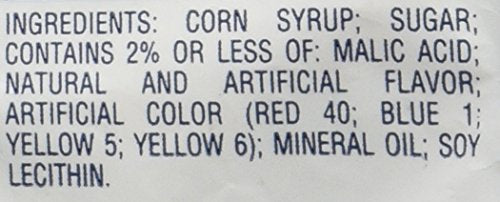 INGREDIENTS: CORN SYRUP; SUGAR;
CONTAINS 2% OR LESS OF: MALIC ACID;
NATURAL AND ARTIFICIAL FLAVOR;
ARTIFICIAL COLOR (RED 40; BLUE 1;
YELLOW 5; YELLOW 6); MINERAL OIL; SOY
LECITHIN.